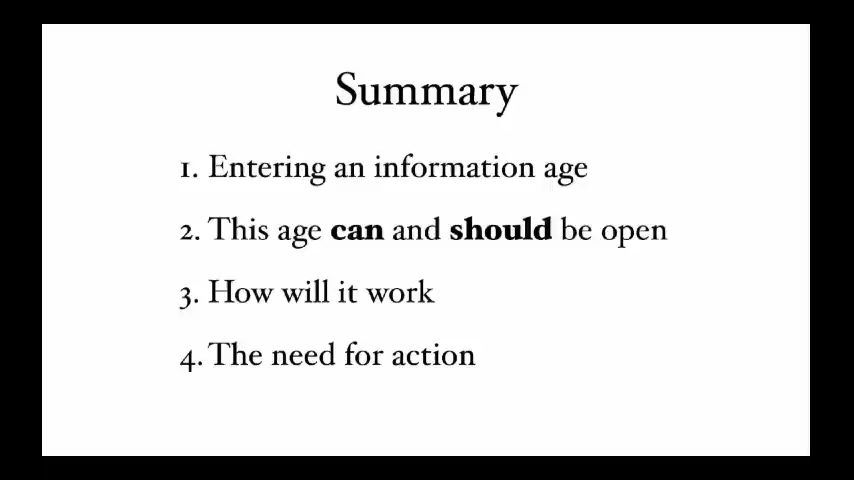 Summary
1. Entering an information age
2. This age can and should be open
3. How will it work
4. The need for action